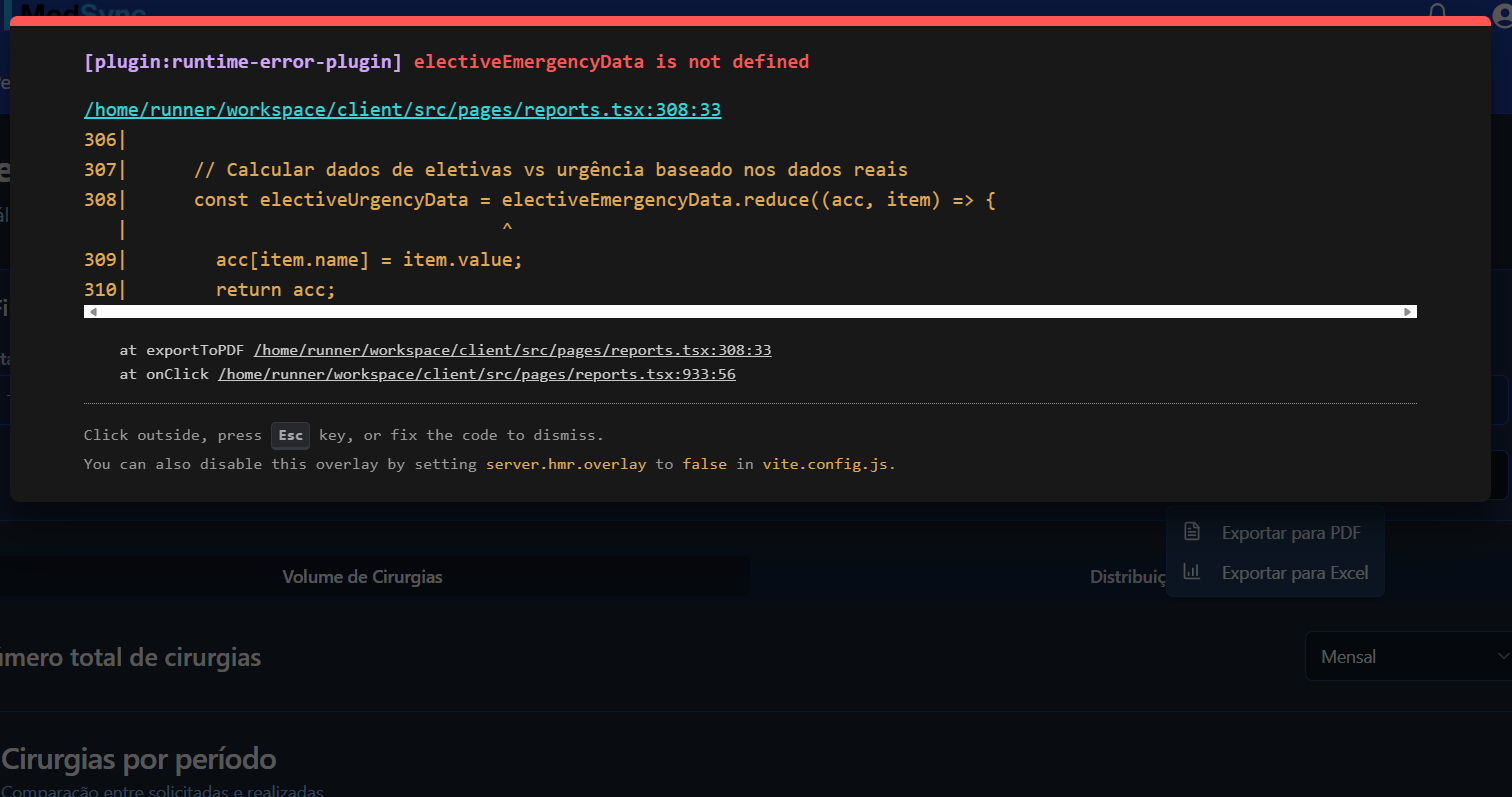 MedSync
[plugin:runtime-error-plugin] electiveEmergencyData is not defined
/home/runner/workspace/client/src/pages/reports.tsx:308:33
306|
307|      // Calcular dados de eletivas vs urgência baseado nos dados reais
308|      const electiveUrgencyData = electiveEmergencyData.reduce((acc, item) => {
|                                  ^
309|        acc[item.name] = item.value;
310|        return acc;
at exportToPDF /home/runner/workspace/client/src/pages/reports.tsx:308:33
at onClick /home/runner/workspace/client/src/pages/reports.tsx:933:56
Click outside, press Esc key, or fix the code to dismiss.
You can also disable this overlay by setting server.hmr.overlay to false in vite.config.js.
Exportar para PDF
Exportar para Excel
Volume de Cirurgias
Distribuiç
úmero total de cirurgias
Mensal
Cirurgias por período
Comparação entre solicitadas e realizadas